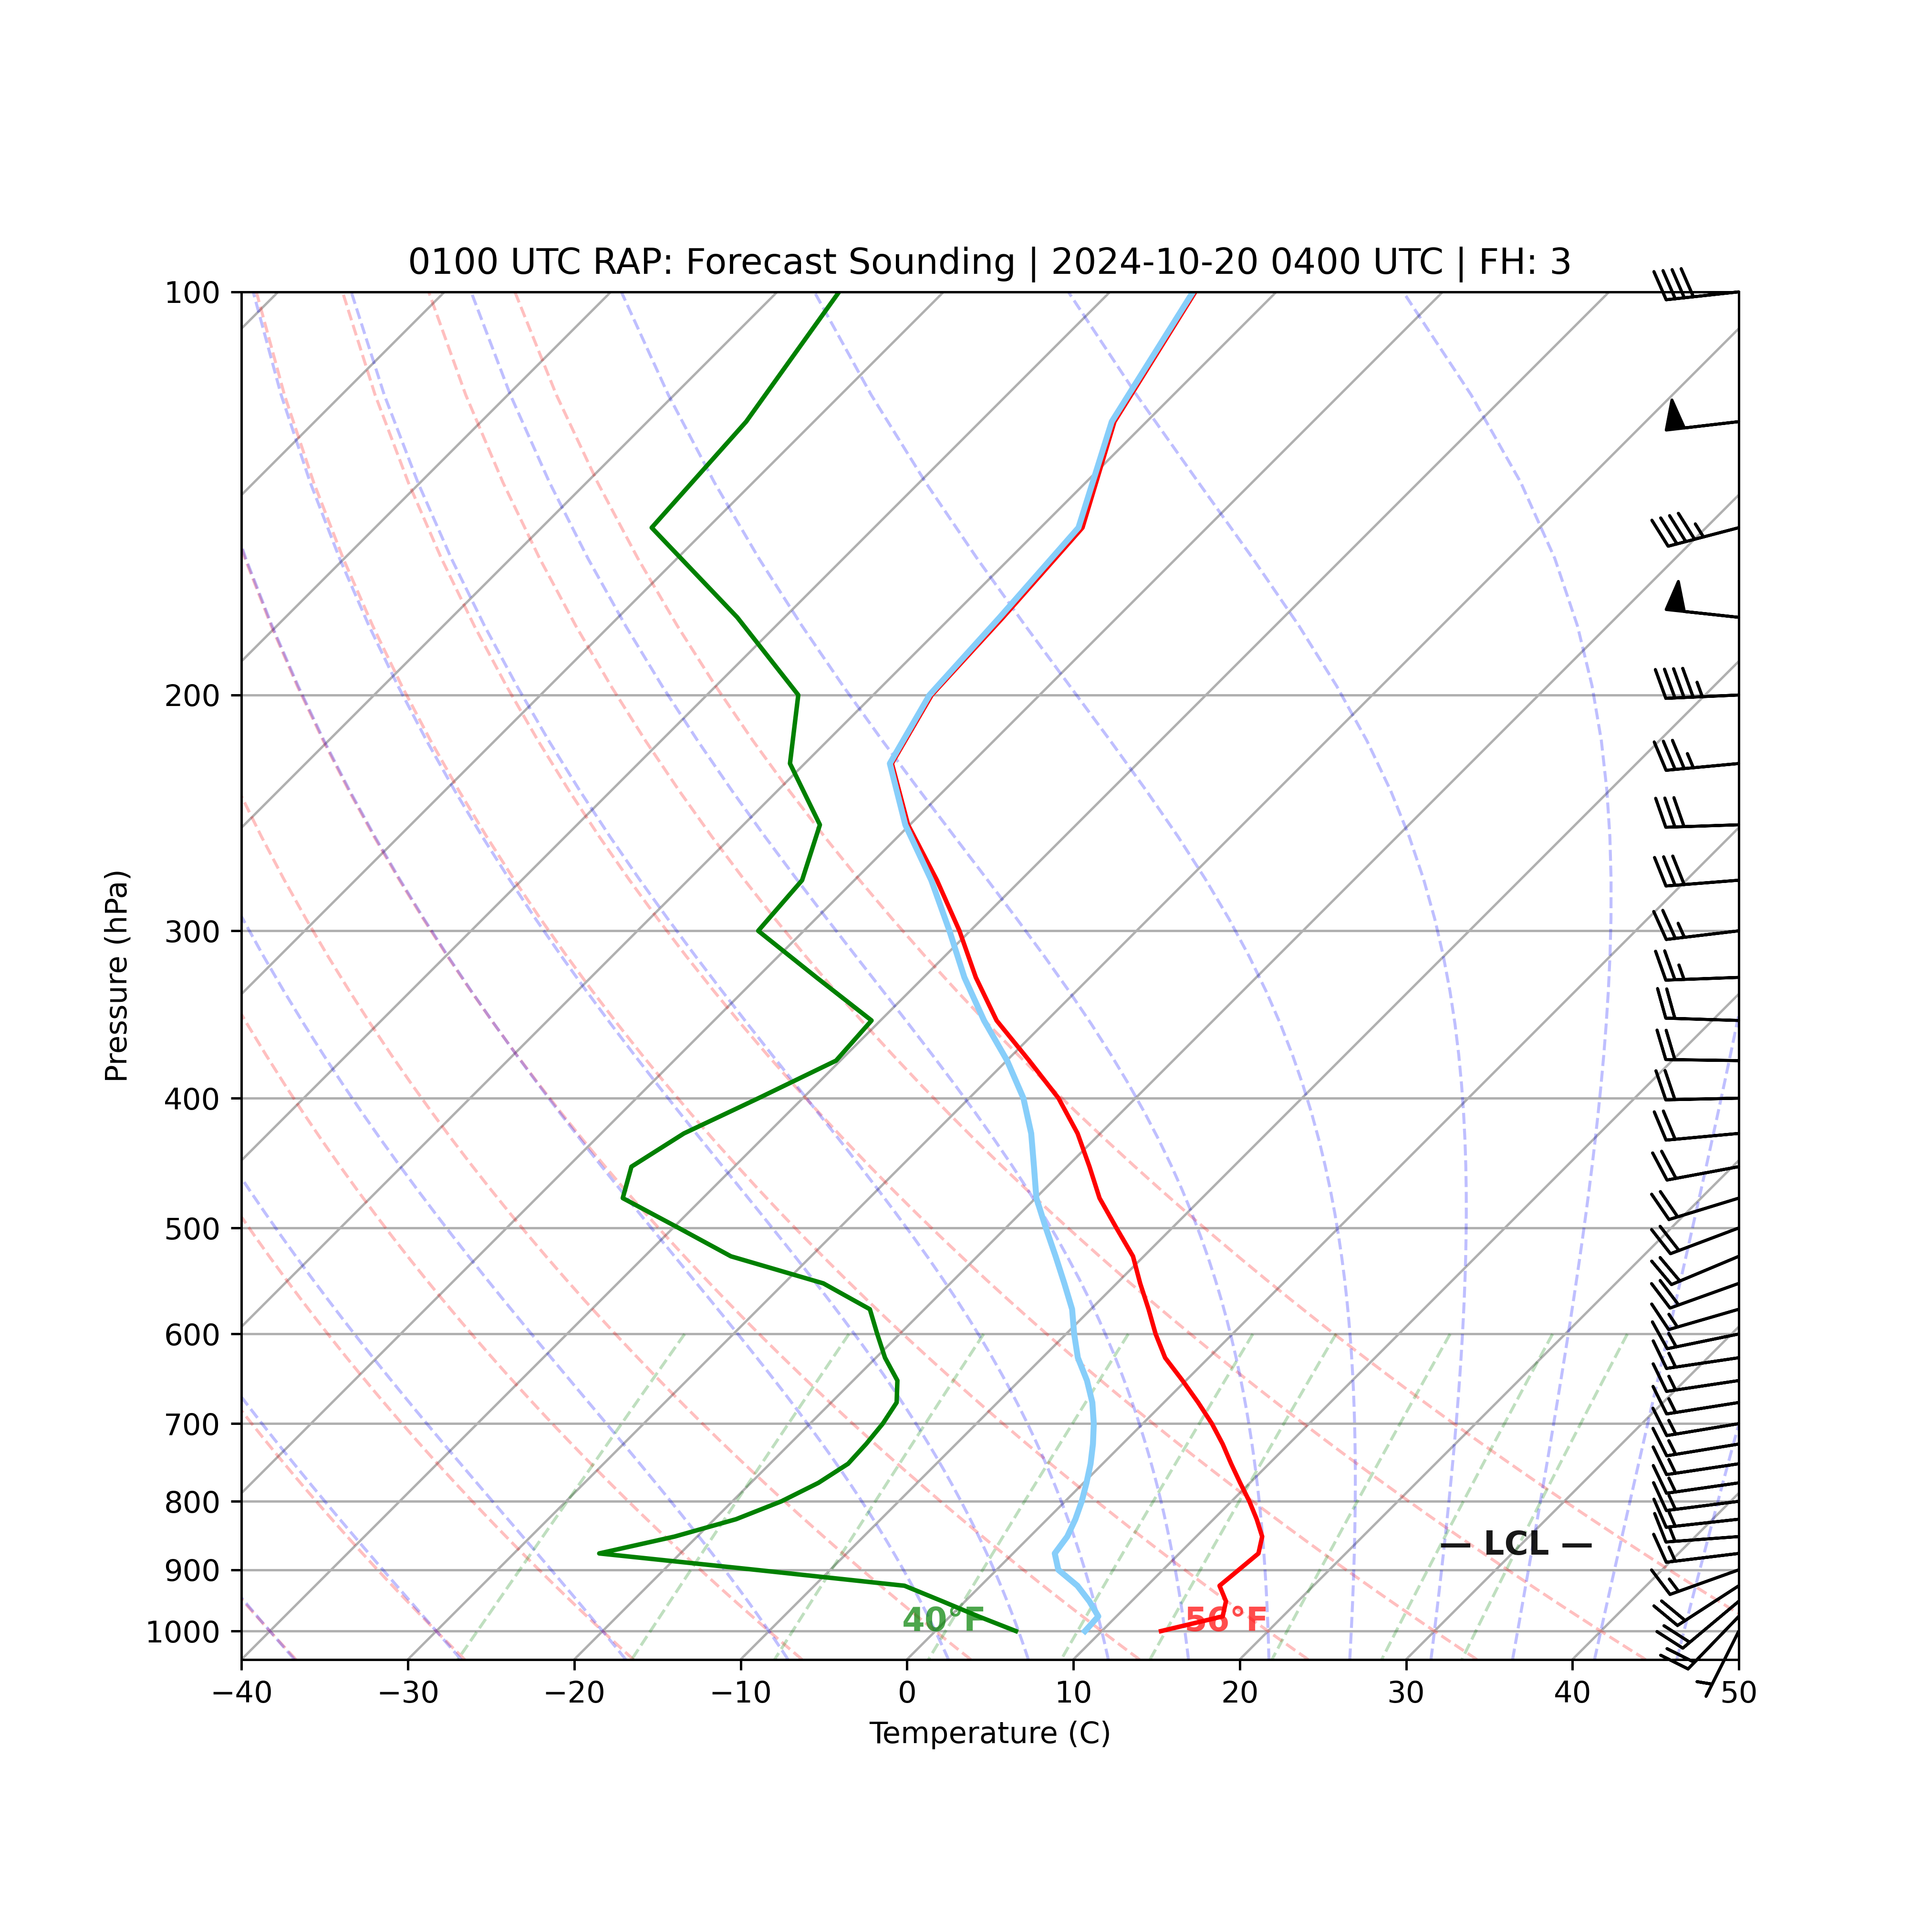 0100 UTC RAP: Forecast Sounding | 2024-10-20 0400 UTC | FH: 3
100
200
300
400
500
600
700
800
900
1000
Pressure (hPa)
— LCL —
40°F
56°F
−40 −30 −20 −10 0 10 20 30 40 50
Temperature (C)